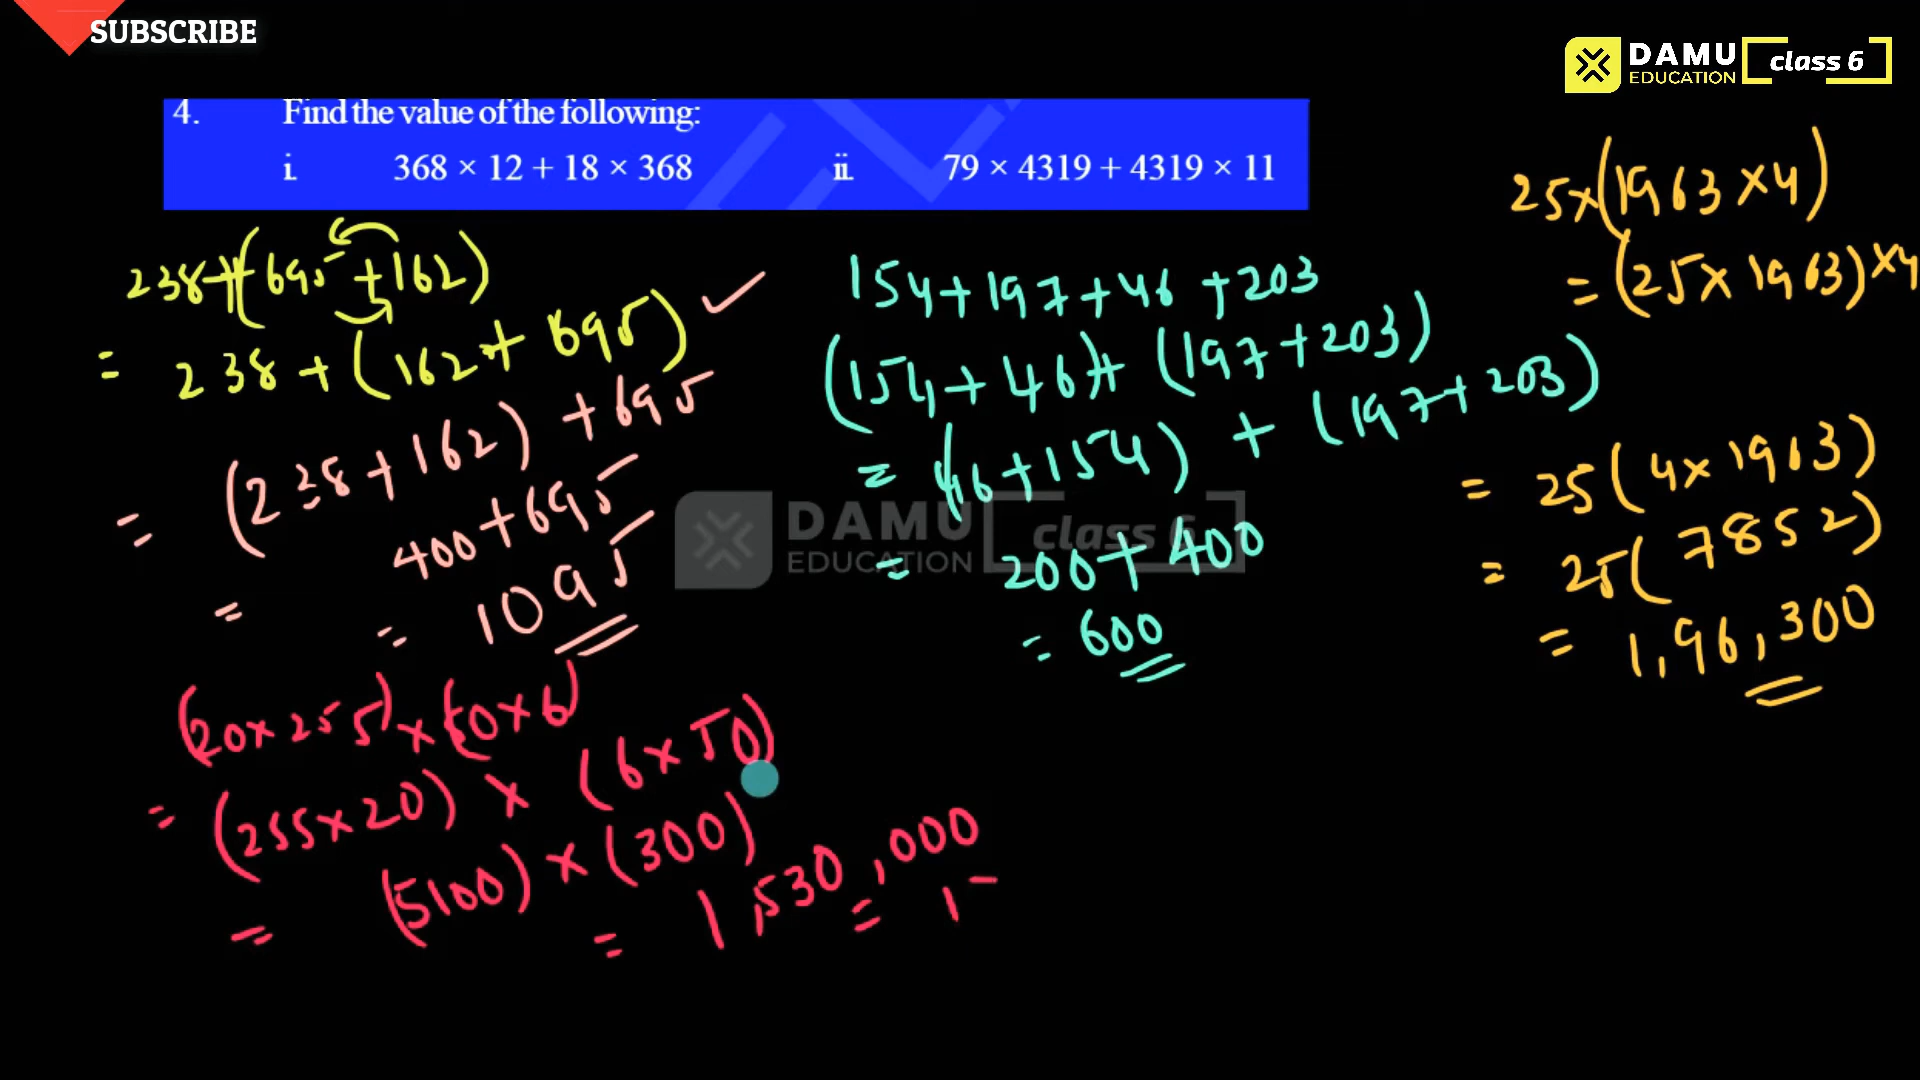 SUBSCRIBE
DAMU
EDUCATION
class 6
4. Find the value of the following:
i. 368 × 12 + 18 × 368 ii. 79 × 4319 + 4319 × 11
238+(695+162)
= 238 + (162+ 695)
= (238+162) + 695
= 400+695
= 1095
154+197+46+203
(154+46)+ (197+203)
= (46+154) + (197+203)
= 200+400
= 600
25×(1963×4)
= (25×1963)×4
= 25(4×1963)
= 25(7852)
= 1,96,300
(20×255)×(50×6)
= (255×20) × (6×50)
= (5100)×(300)
= 1,530,000
=
DAMU
EDUCATION
class 6